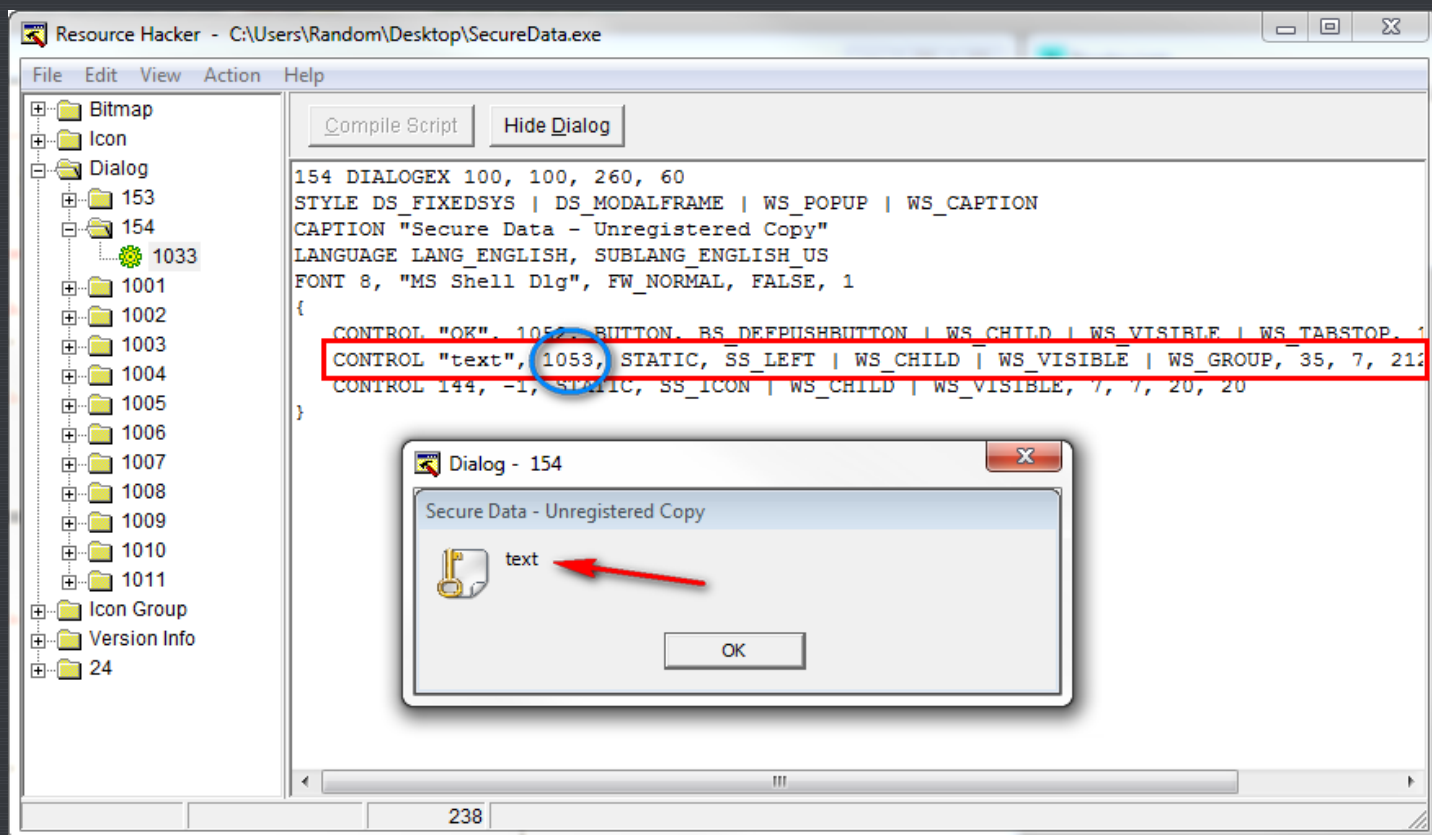 Resource Hacker - C:\Users\Random\Desktop\SecureData.exe
File Edit View Action Help
Bitmap
Icon
Dialog
153
154
1033
1001
1002
1003
1004
1005
1006
1007
1008
1009
1010
1011
Icon Group
Version Info
24
Compile Script Hide Dialog
154 DIALOGEX 100, 100, 260, 60
STYLE DS_FIXEDSYS | DS_MODALFRAME | WS_POPUP | WS_CAPTION
CAPTION "Secure Data - Unregistered Copy"
LANGUAGE LANG_ENGLISH, SUBLANG_ENGLISH_US
FONT 8, "MS Shell Dlg", FW_NORMAL, FALSE, 1
{
CONTROL "OK", 1052, BUTTON, BS_DEFPUSHBUTTON | WS_CHILD | WS_VISIBLE | WS_TABSTOP, 1
CONTROL "text", 1053, STATIC, SS_LEFT | WS_CHILD | WS_VISIBLE | WS_GROUP, 35, 7, 212
CONTROL 144, -1, STATIC, SS_ICON | WS_CHILD | WS_VISIBLE, 7, 7, 20, 20
}
Dialog - 154
Secure Data - Unregistered Copy
text
OK
238